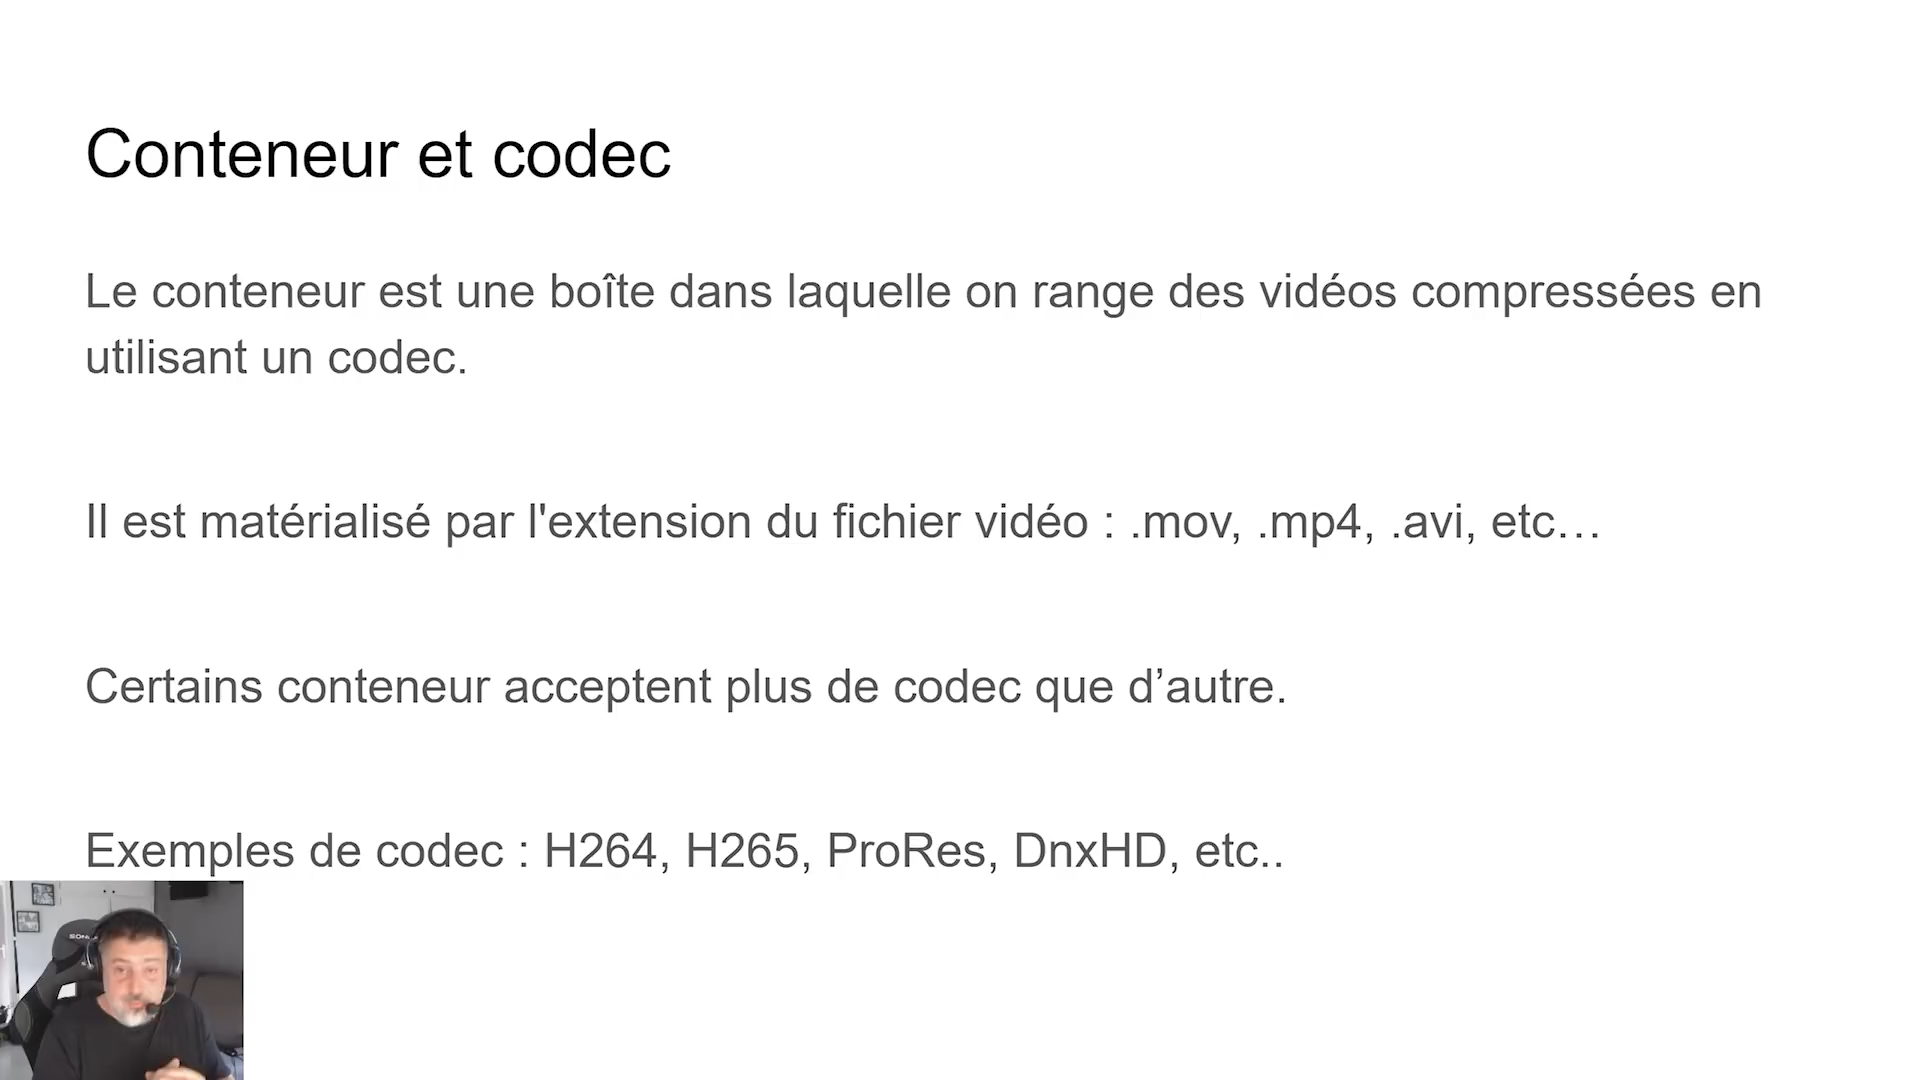 Conteneur et codec
Le conteneur est une boîte dans laquelle on range des vidéos compressées en
utilisant un codec.
Il est matérialisé par l'extension du fichier vidéo : .mov, .mp4, .avi, etc…
Certains conteneur acceptent plus de codec que d’autre.
Exemples de codec : H264, H265, ProRes, DnxHD, etc..